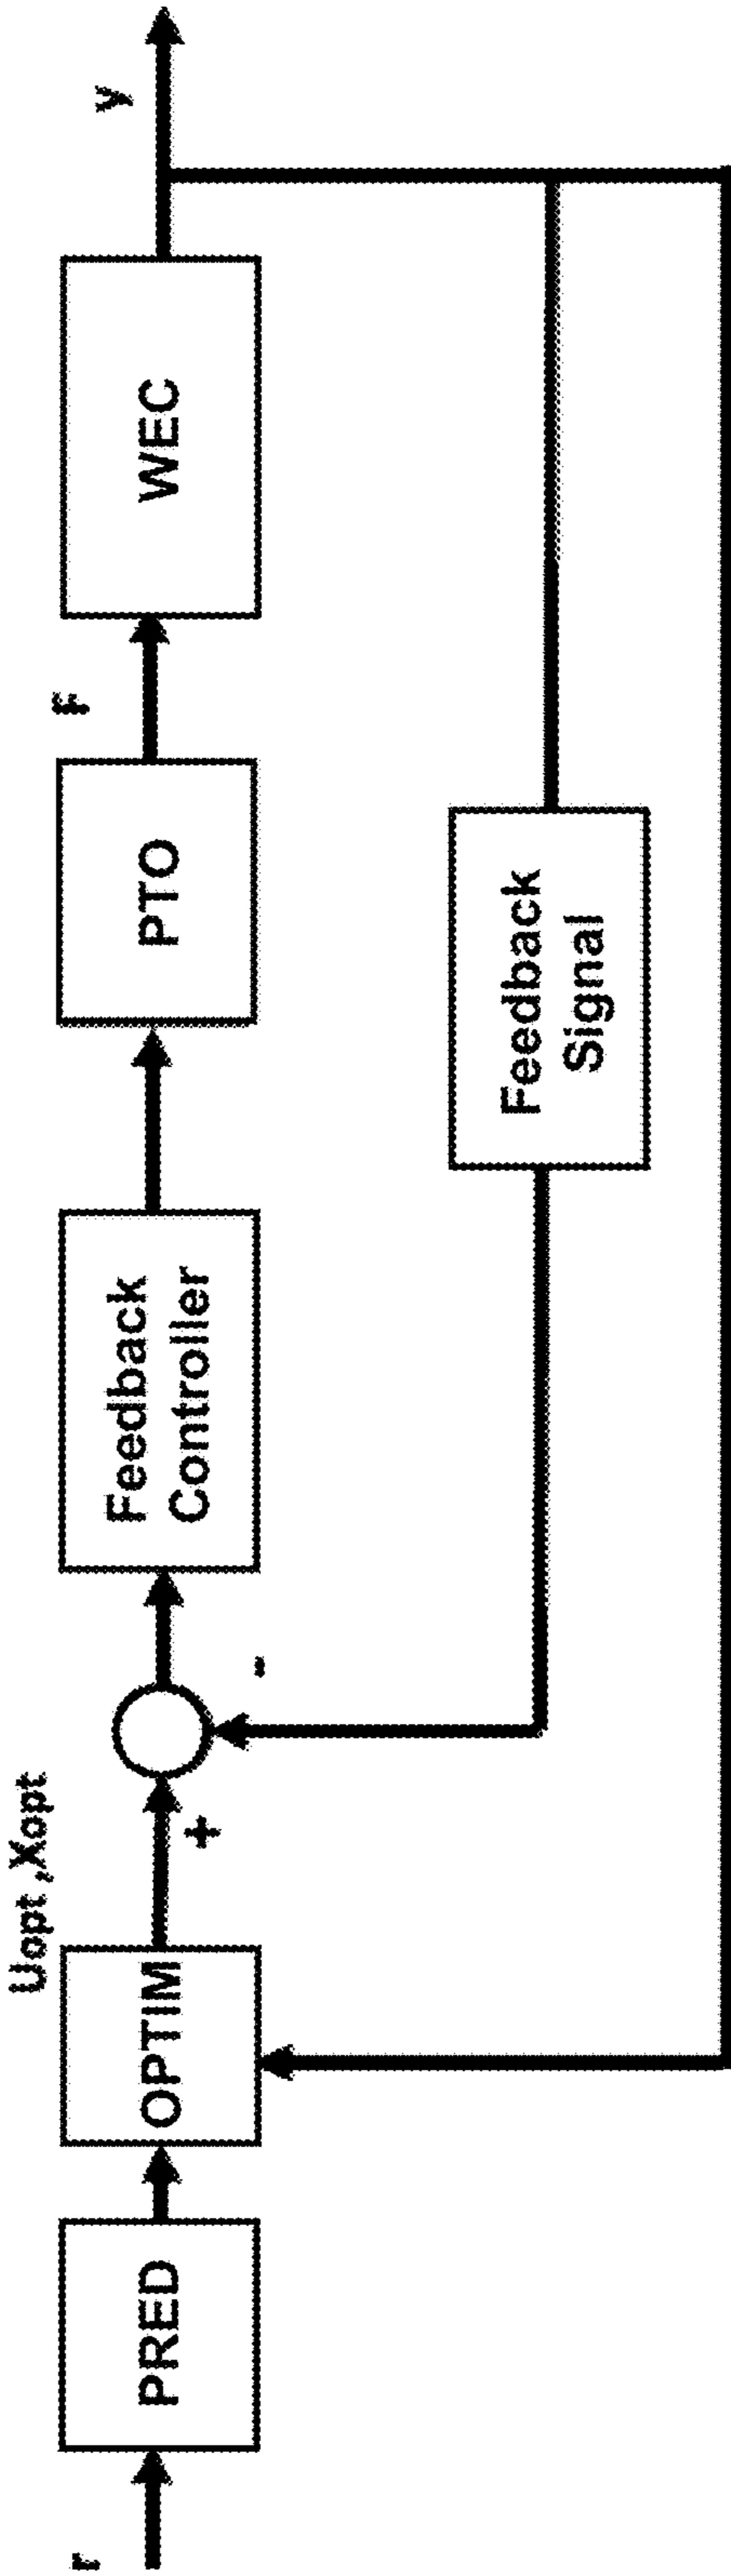 r
PRED
OPTIM
Uopt ,Xopt
+
-
Feedback
Controller
PTO
F
WEC
y
Feedback
Signal